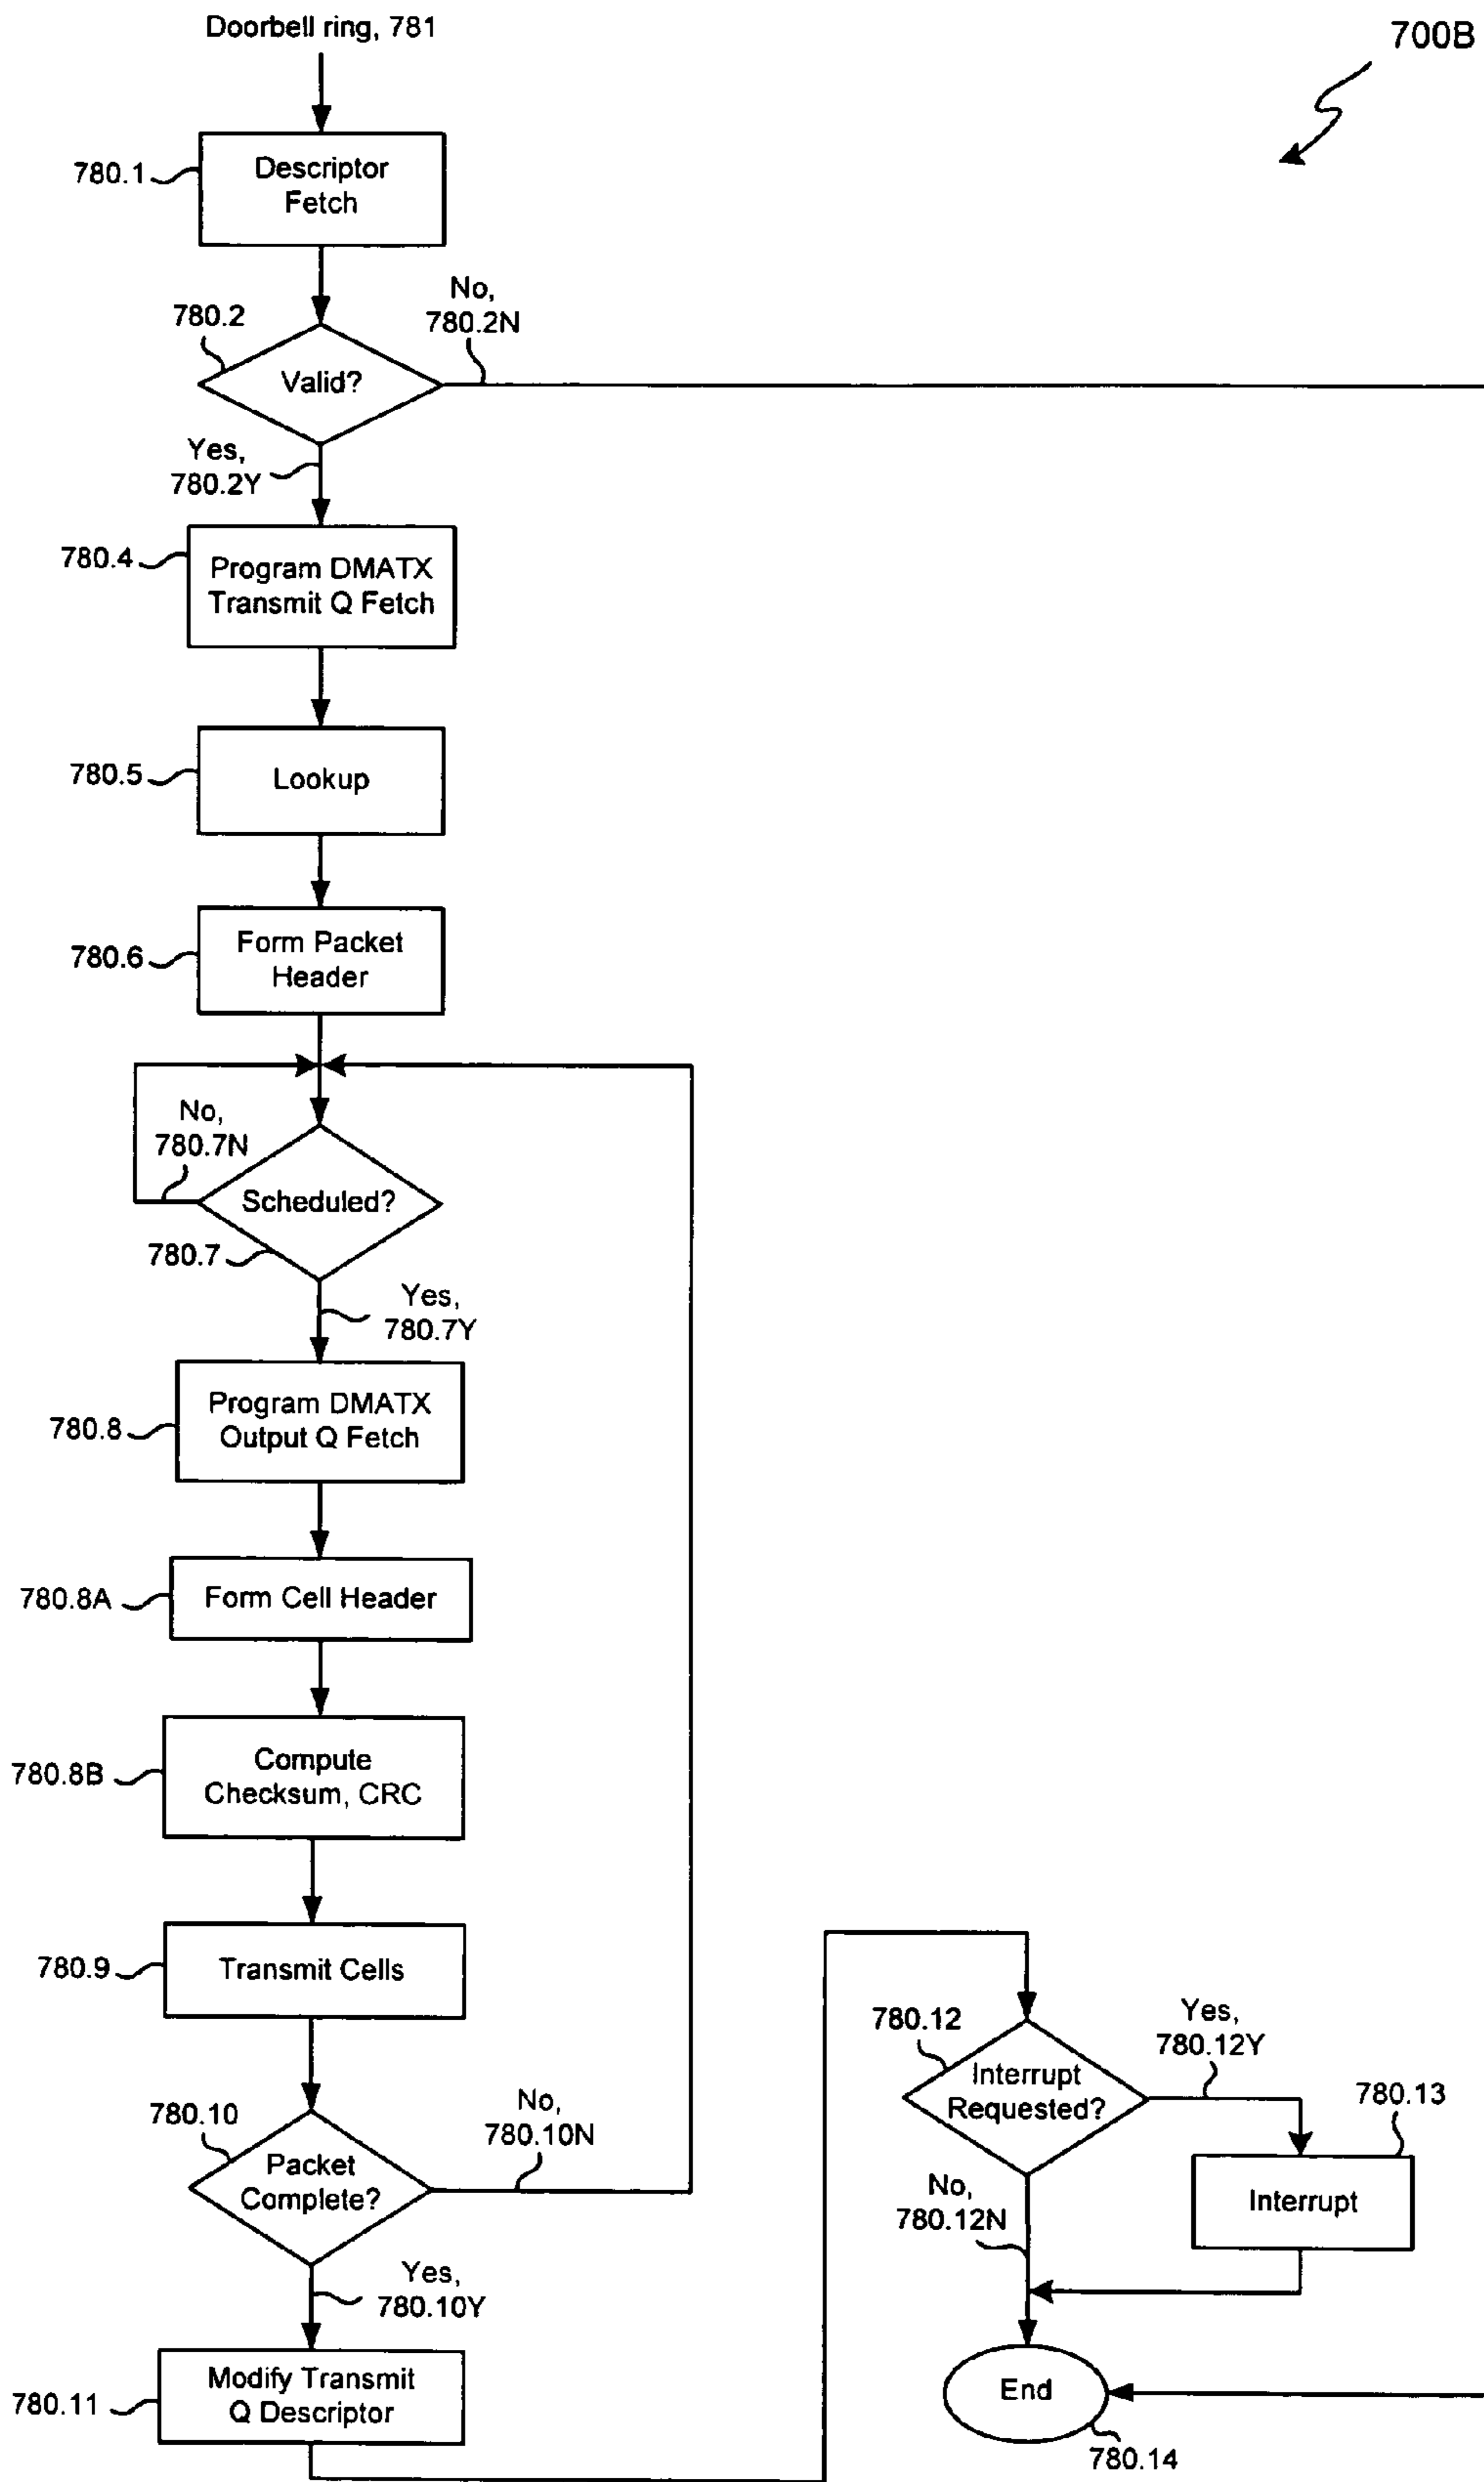 Doorbell ring, 781
700B
780.1
Descriptor
Fetch
780.2
Valid?
No,
780.2N
Yes,
780.2Y
780.4
Program DMATX
Transmit Q Fetch
780.5
Lookup
780.6
Form Packet
Header
No,
780.7N
Scheduled?
780.7
Yes,
780.7Y
780.8
Program DMATX
Output Q Fetch
780.8A
Form Cell Header
780.8B
Compute
Checksum, CRC
780.9
Transmit Cells
780.10
Packet
Complete?
No,
780.10N
Yes,
780.10Y
780.11
Modify Transmit
Q Descriptor
780.12
Interrupt
Requested?
Yes,
780.12Y
780.13
Interrupt
No,
780.12N
End
780.14